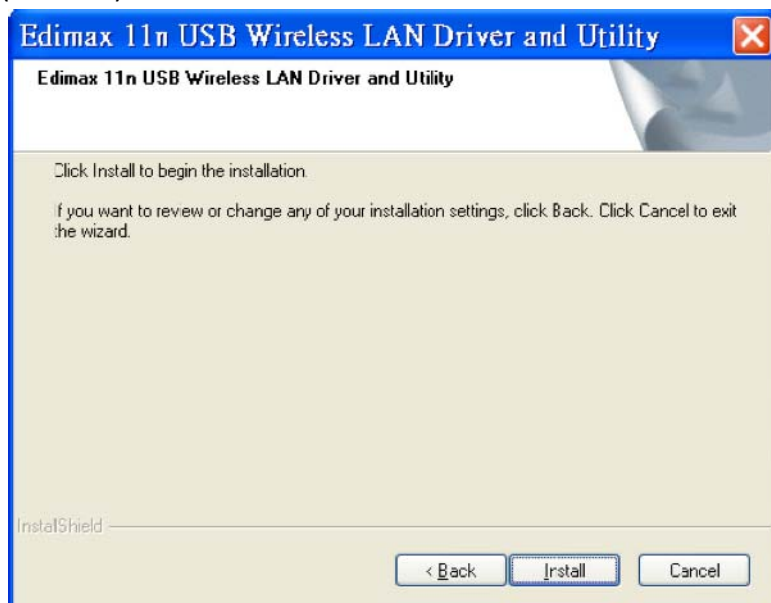 Edimax 11n USB Wireless LAN Driver and Utility
Edimax 11n USB Wireless LAN Driver and Utility
Click Install to begin the installation.
If you want to review or change any of your installation settings, click Back. Click Cancel to exit
the wizard.
InstallShield
< Back
Install
Cancel